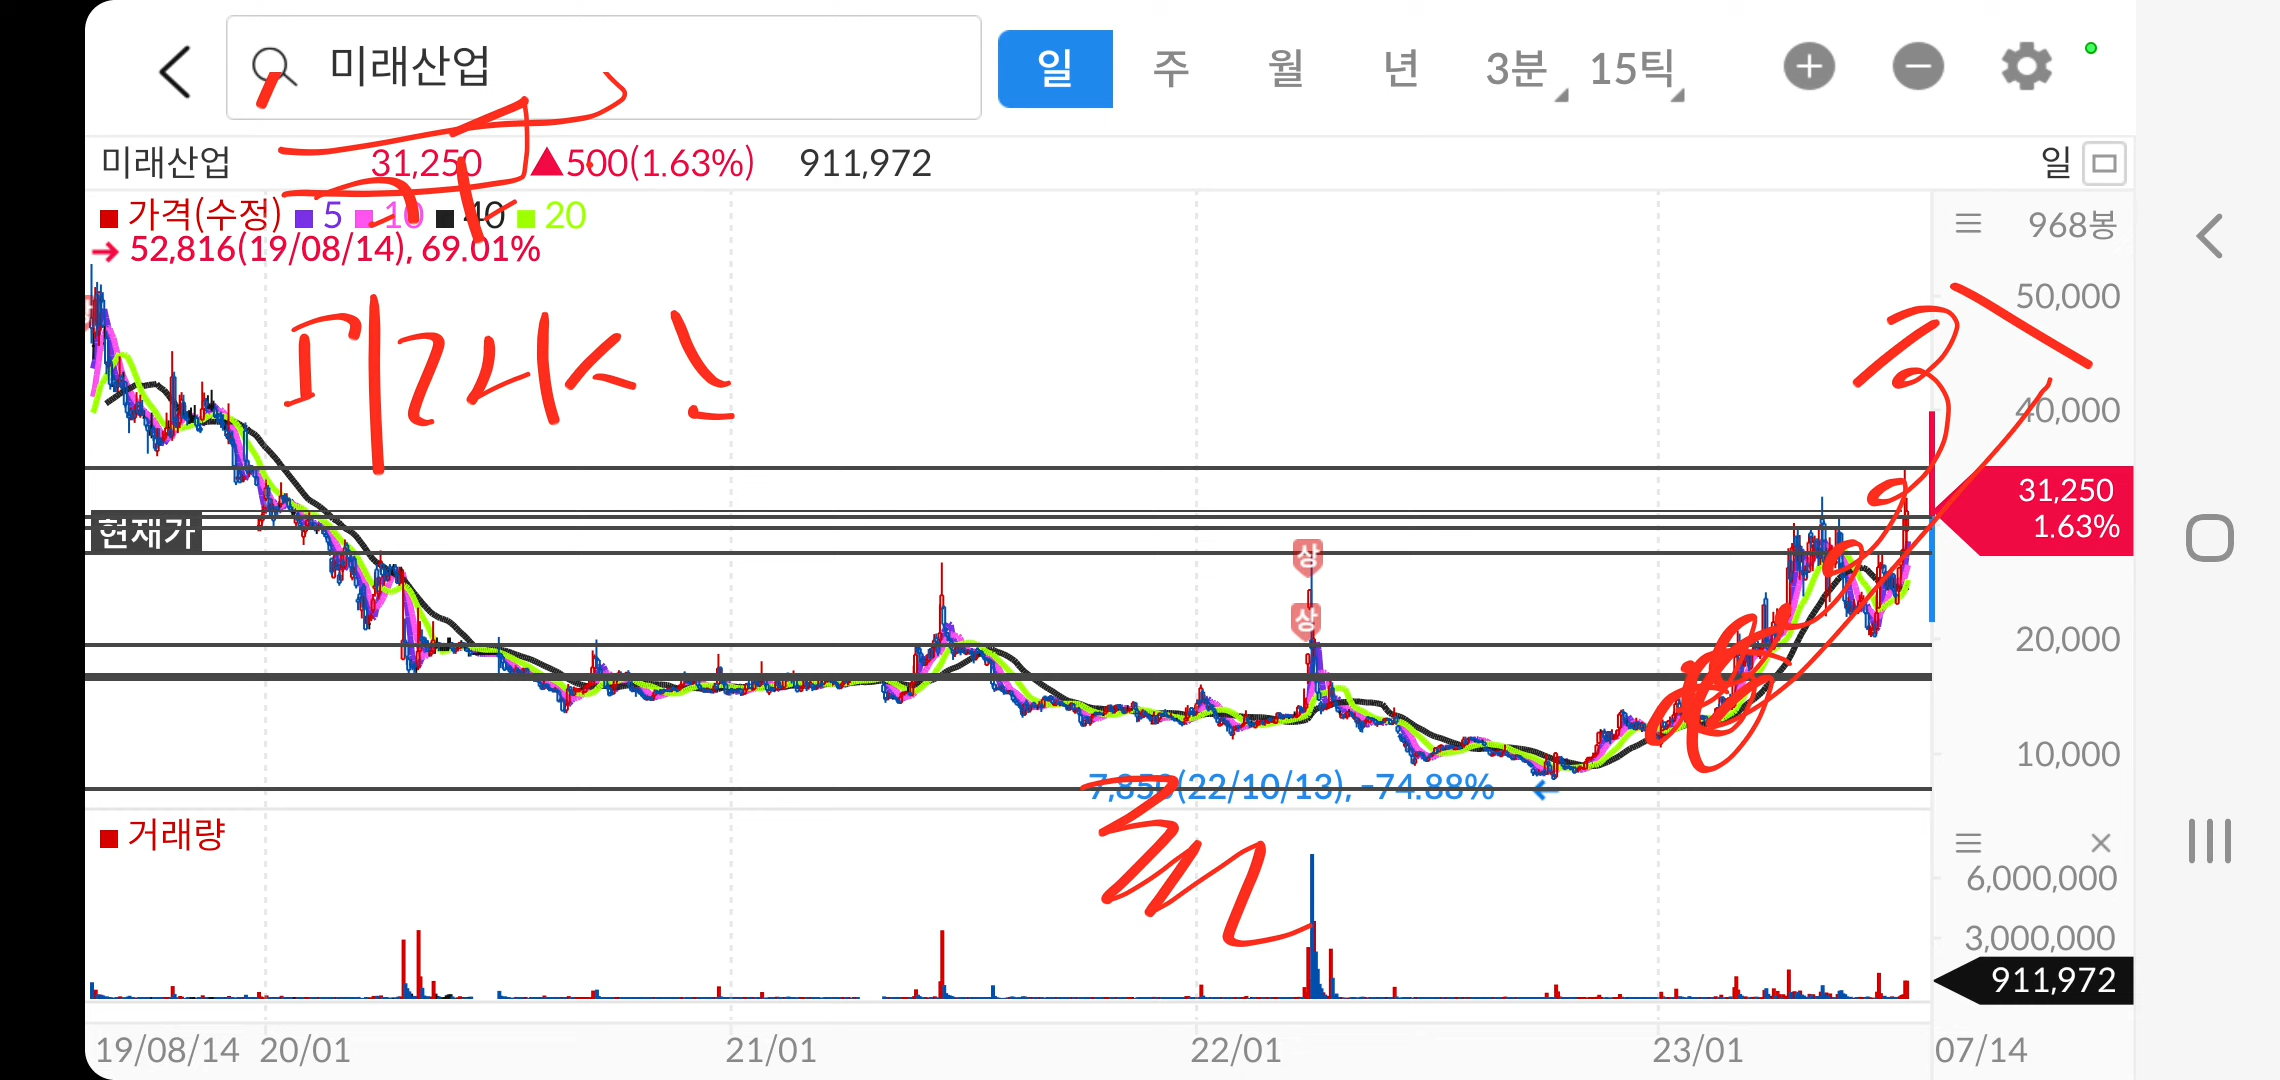 미래산업 일 주 월 년 3분 15틱
미래산업 31,250 ▲500(1.63%) 911,972 일
가격(수정) 5 10 40 20 968봉
→ 52,816(19/08/14), 69.01%
50,000
미래산
40,000
31,250
1.63%
현재가
상
상
20,000
10,000
7,850(22/10/13), -74.88% ←
거래량
6,000,000
3,000,000
911,972
19/08/14 20/01 21/01 22/01 23/01 07/14